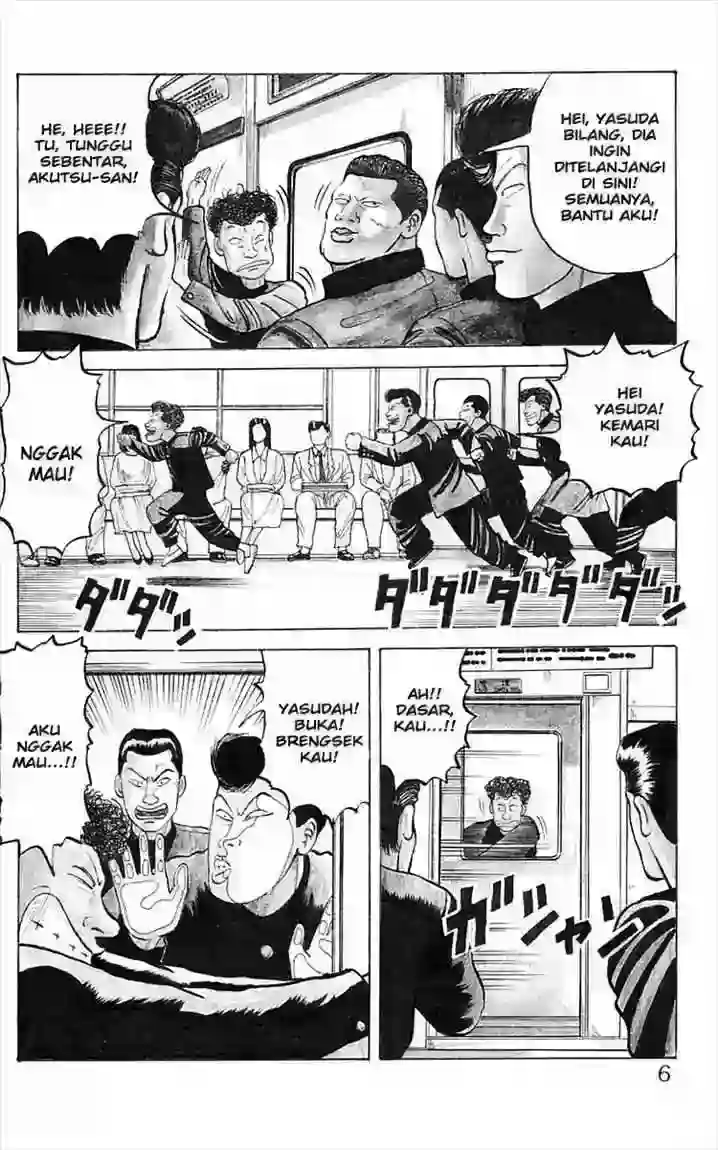 HEI, YASUDA
BILANG, DIA
INGIN
DITELANJANGI
DI SINI!
SEMUANYA,
BANTU AKU!
HE, HEEE!!
TU, TUNGGU
SEBENTAR,
AKUTSU-SAN!
HEI
YASUDA!
KEMARI
KAU!
NGGAK
MAU!
ダダダダダッ
ダダダッ
AH!!
DASAR,
KAU...!!
ガシャン
YASUDAH!
BUKA!
BRENGSEK
KAU!
AKU
NGGAK
MAU...!!
6